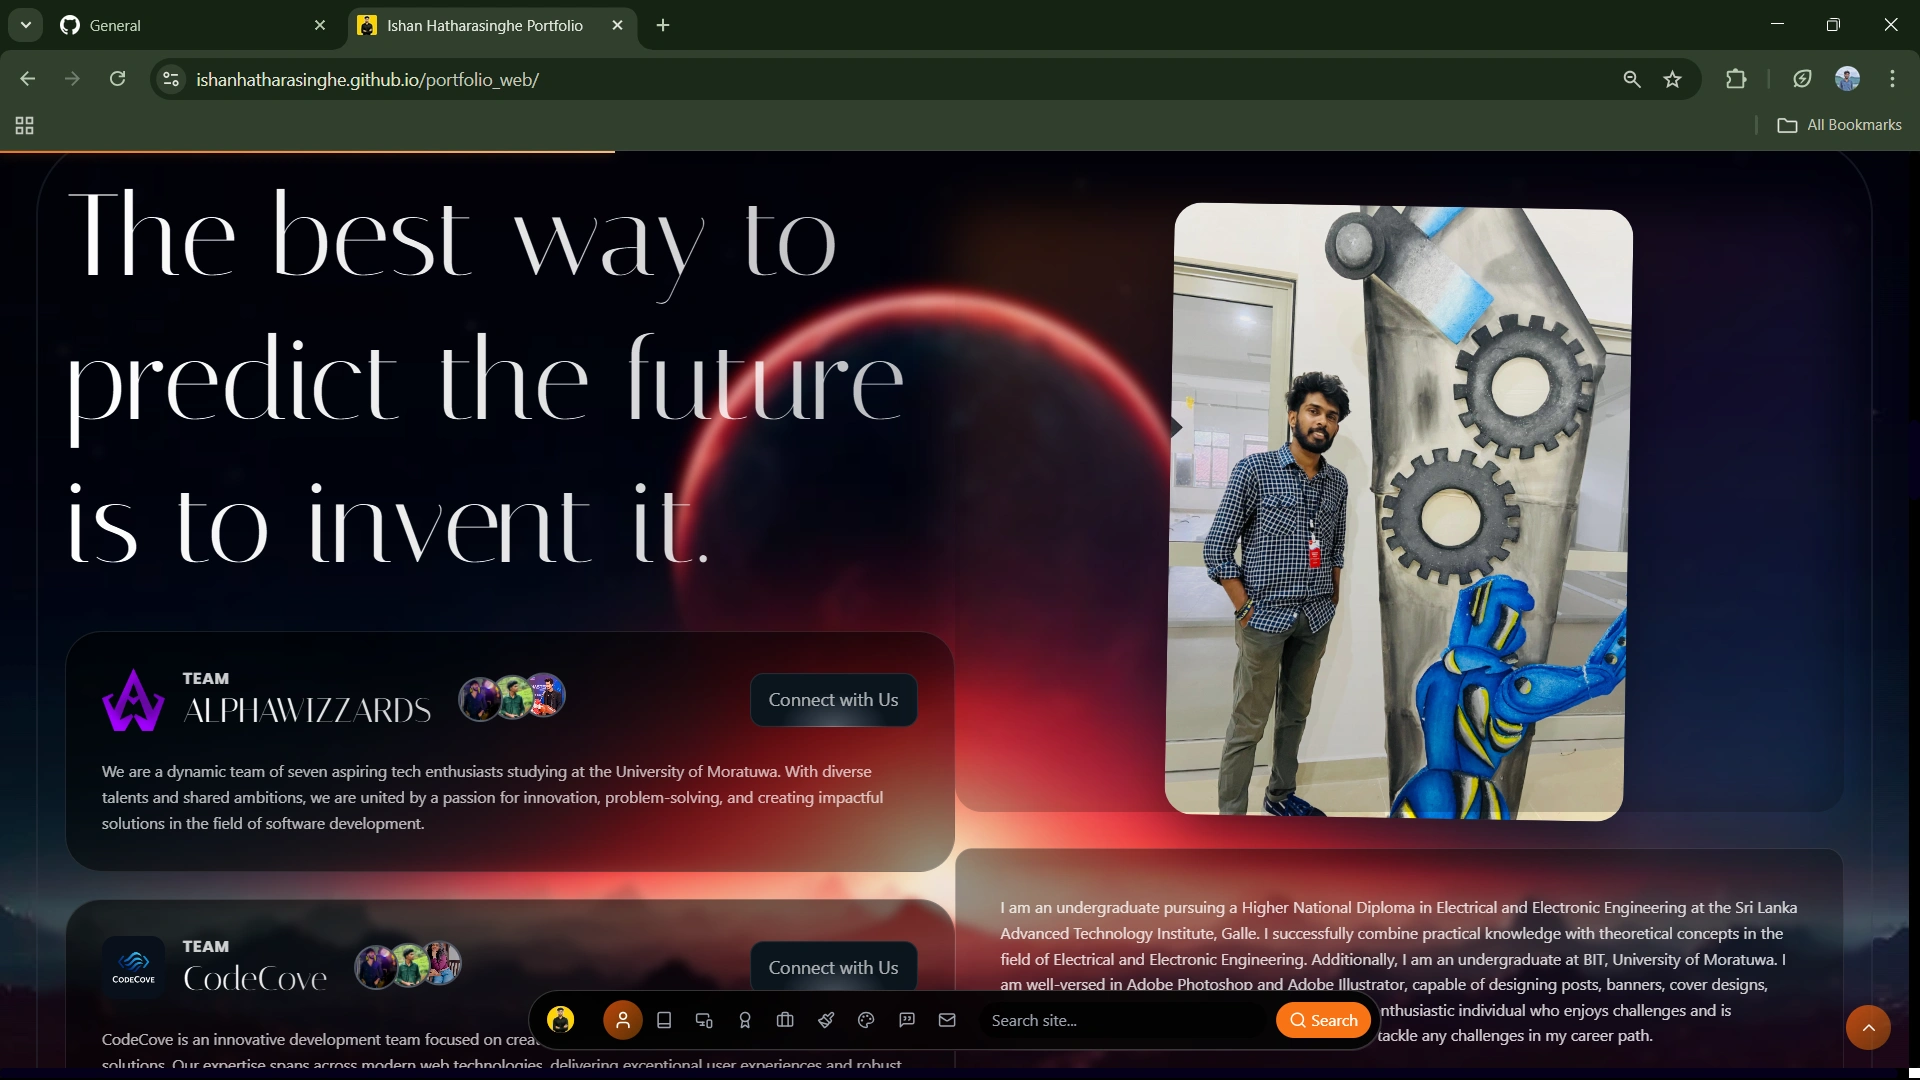 General
Ishan Hatharasinghe Portfolio
ishanhatharasinghe.github.io/portfolio_web/
All Bookmarks
The best way to
predict the future
is to invent it.
TEAM
ALPHAWIZZARDS
Connect with Us
We are a dynamic team of seven aspiring tech enthusiasts studying at the University of Moratuwa. With diverse
talents and shared ambitions, we are united by a passion for innovation, problem-solving, and creating impactful
solutions in the field of software development.
CODECOVE
TEAM
CodeCove
Connect with Us
CodeCove is an innovative development team focused on
solutions. Our expertise spans across modern web technologies, delivering exceptional user experiences and robust
I am an undergraduate pursuing a Higher National Diploma in Electrical and Electronic Engineering at the Sri Lanka
Advanced Technology Institute, Galle. I successfully combine practical knowledge with theoretical concepts in the
field of Electrical and Electronic Engineering. Additionally, I am an undergraduate at BIT, University of Moratuwa. I
am well-versed in Adobe Photoshop and Adobe Illustrator, capable of designing posts, banners, cover designs,
nthusiastic individual who enjoys challenges and is
tackle any challenges in my career path.
Search site...
Search